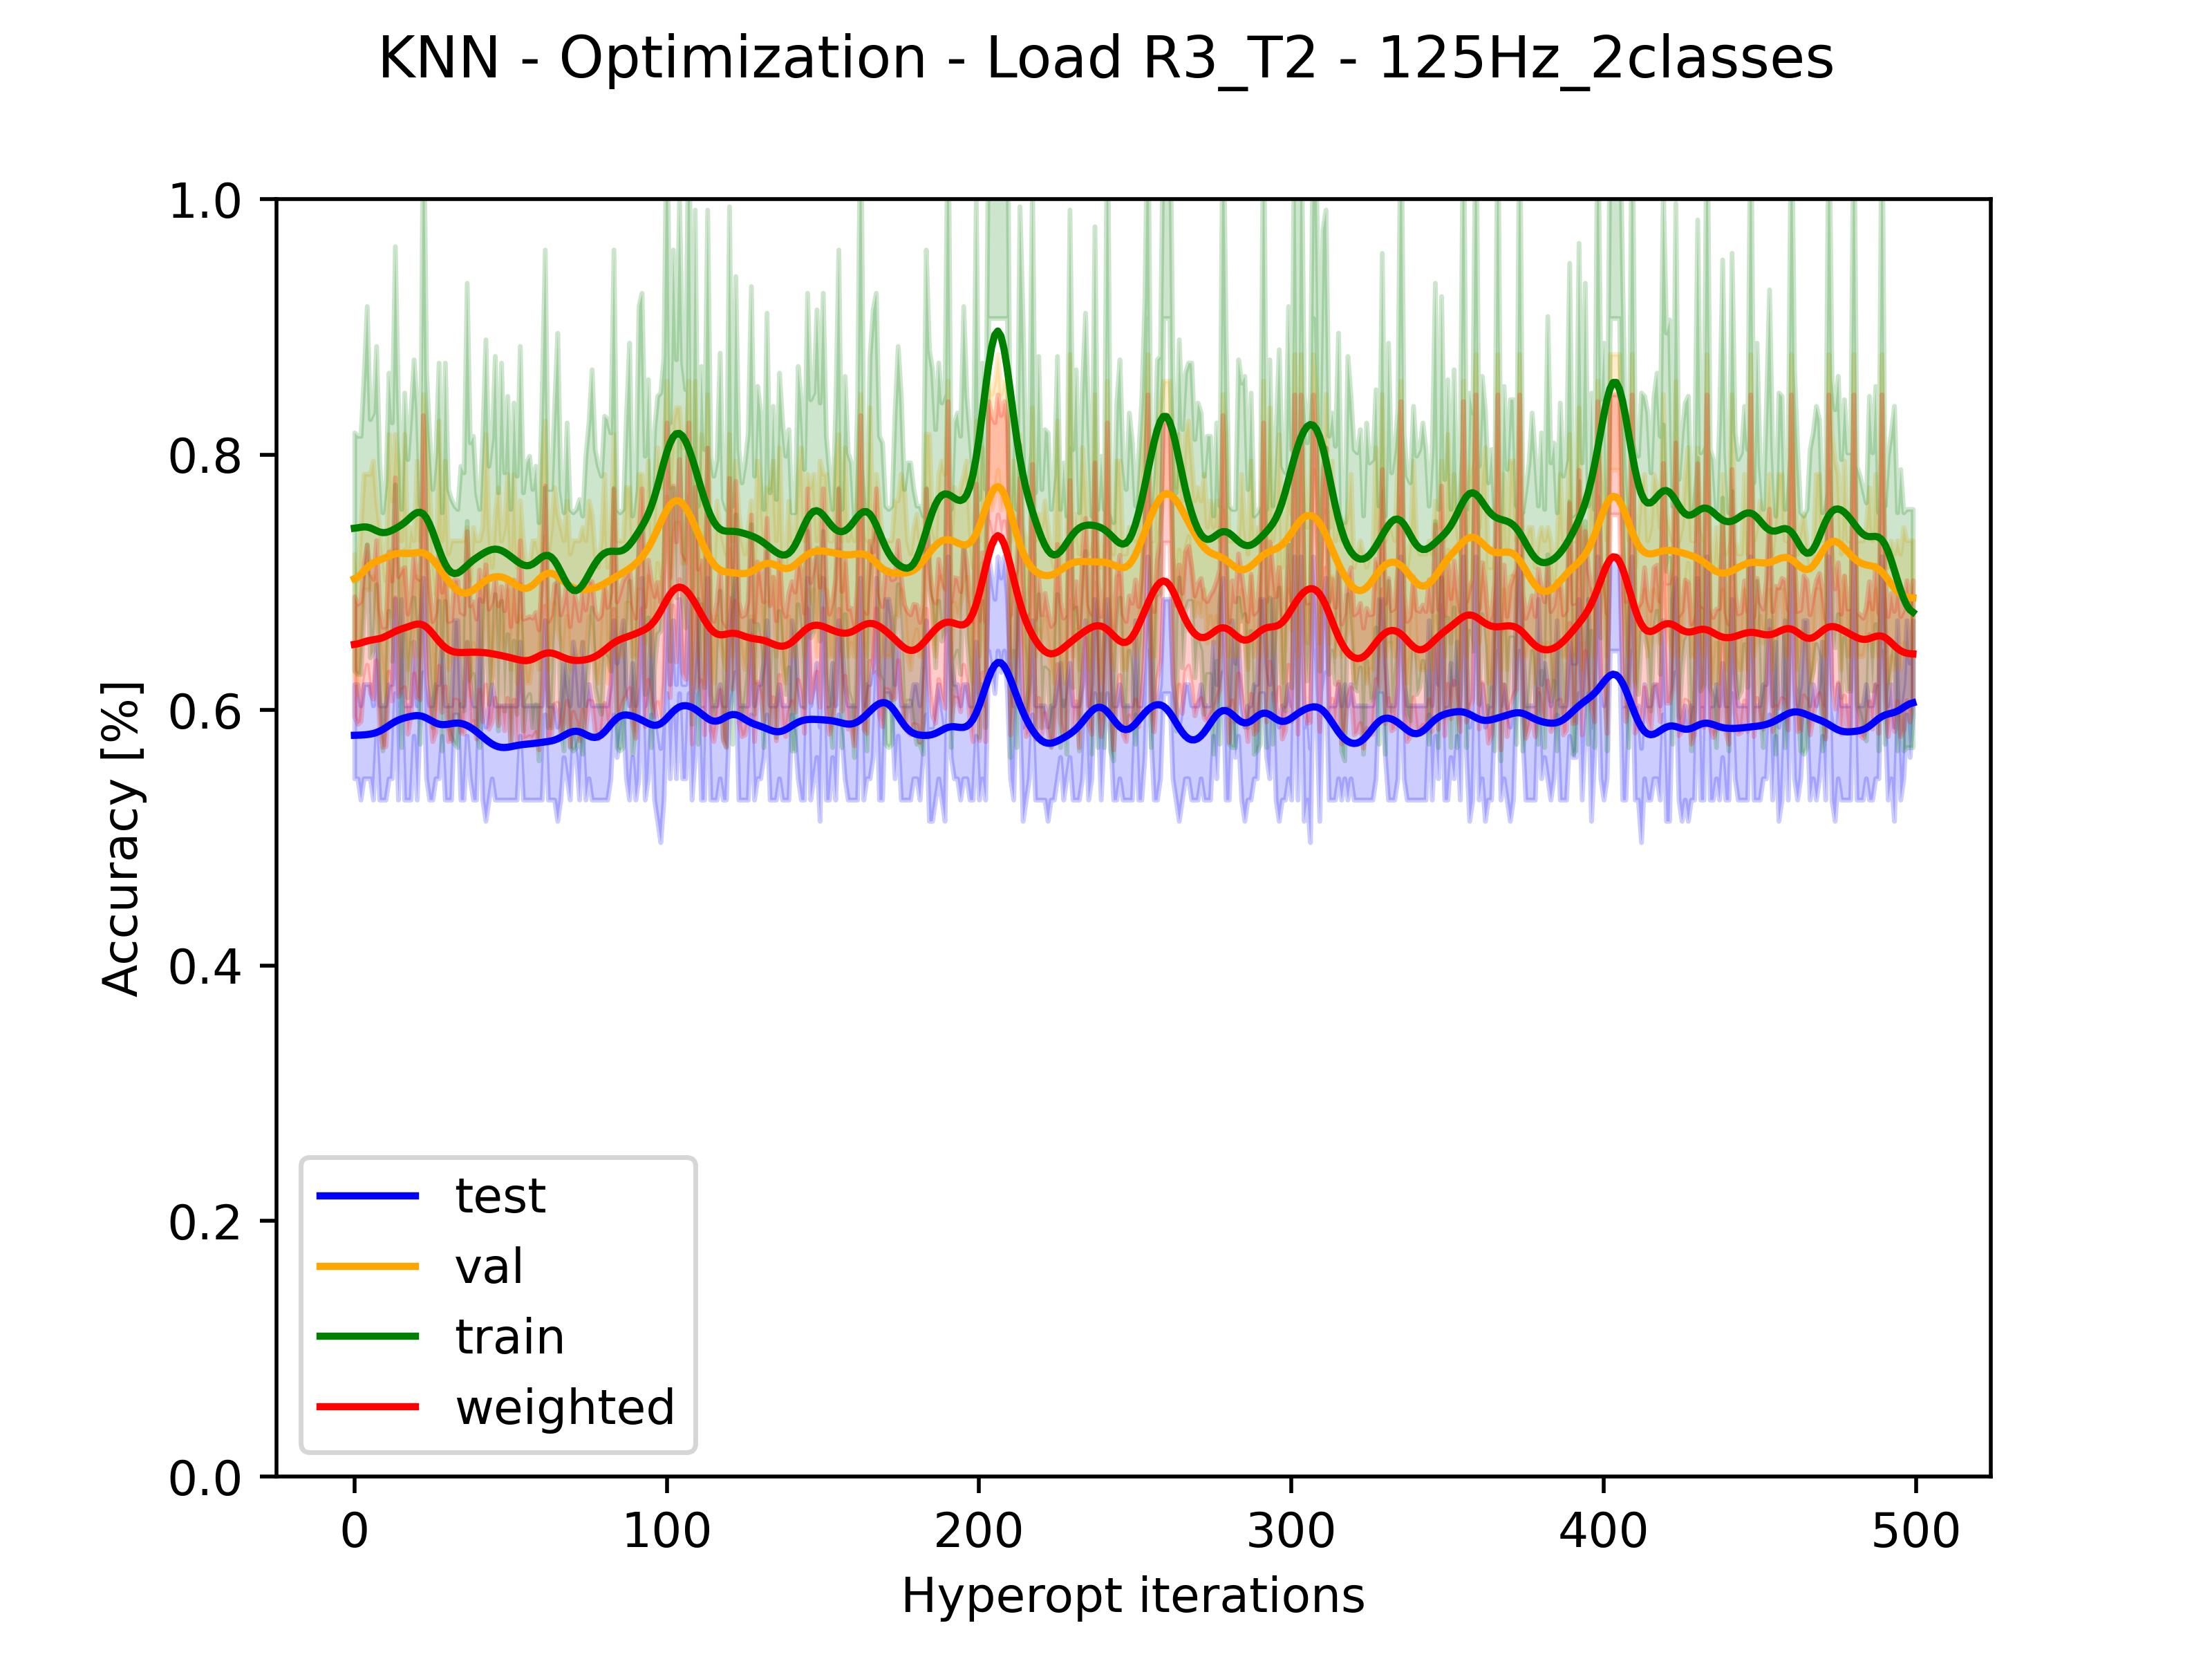 KNN - Optimization - Load R3_T2 - 125Hz_2classes
1.0
0.8
0.6
0.4
0.2
0.0
Accuracy [%]
test
val
train
weighted
0 100 200 300 400 500
Hyperopt iterations